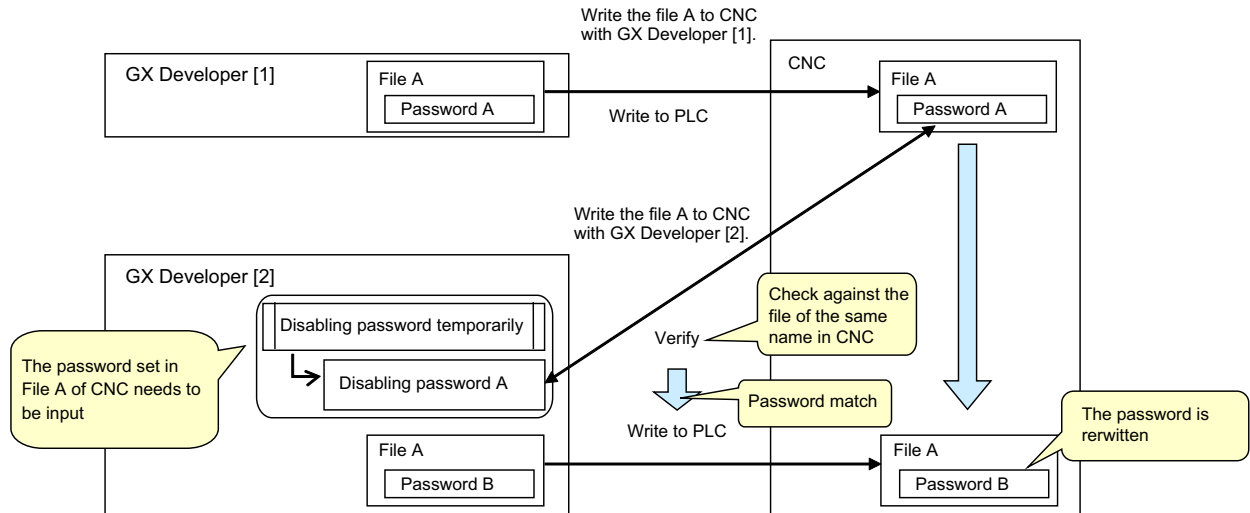 Write the file A to CNC
with GX Developer [1].
GX Developer [1]
File A
Password A
Write to PLC
CNC
File A
Password A
Write the file A to CNC
with GX Developer [2].
GX Developer [2]
Disabling password temporarily
Disabling password A
The password set in
File A of CNC needs to
be input
Verify
Check against the
file of the same
name in CNC
Password match
Write to PLC
File A
Password B
File A
Password B
The password is
rerwitten